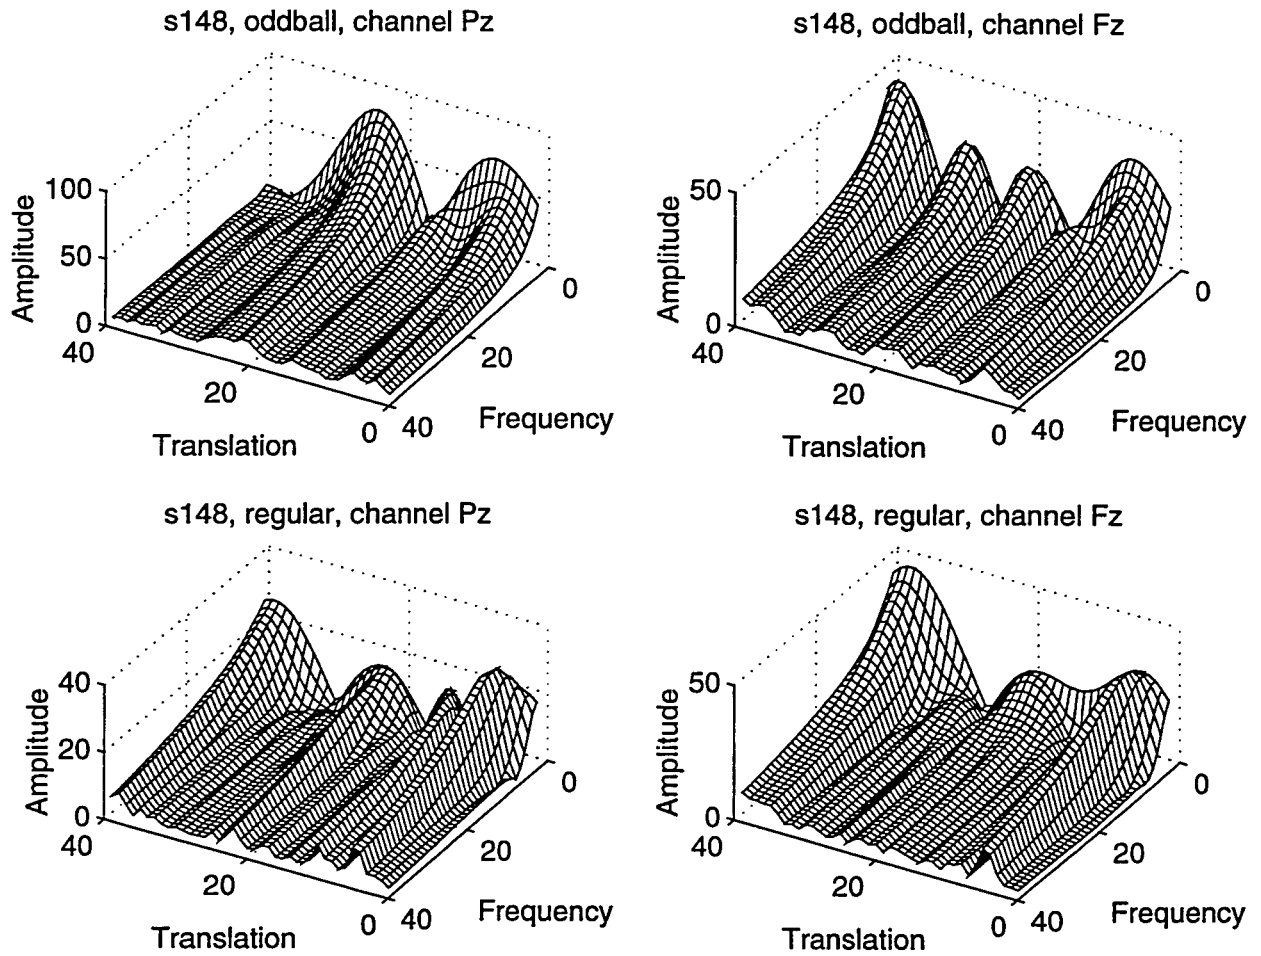 s148, oddball, channel Pz
100
50
0
Amplitude
40
20
0
Translation
40
20
0
Frequency
s148, oddball, channel Fz
50
0
Amplitude
40
20
0
Translation
40
20
0
Frequency
s148, regular, channel Pz
40
20
0
Amplitude
40
20
0
Translation
40
20
0
Frequency
s148, regular, channel Fz
50
0
Amplitude
40
20
0
Translation
40
20
0
Frequency